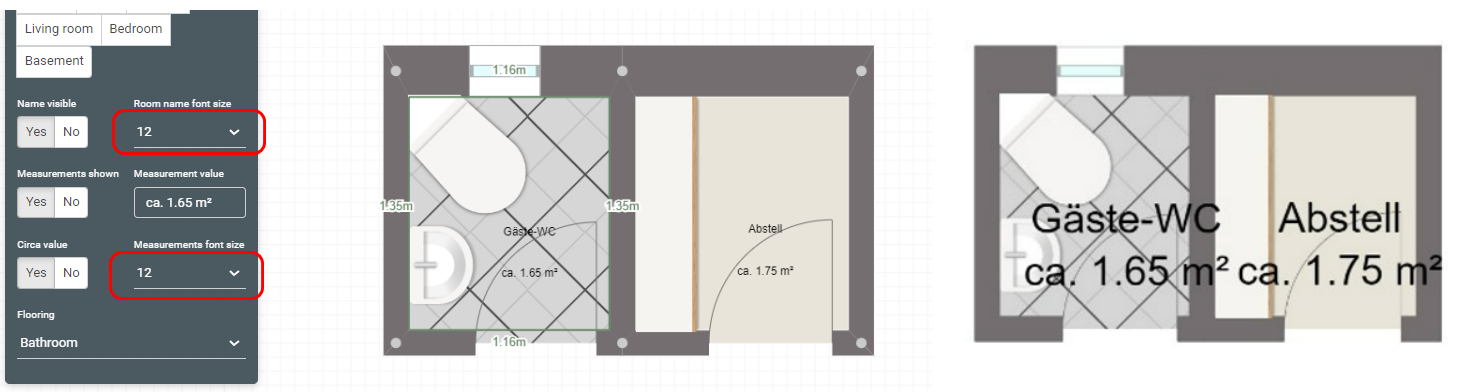 Living room
Bedroom
Basement
Name visible
Room name font size
Yes
No
12
Measurements shown
Measurement value
Yes
No
ca. 1.65 m²
Circa value
Measurements font size
Yes
No
12
Flooring
Bathroom
1.16m
1.35m
1.35m
Gäste-WC
ca. 1.65 m²
1.16m
Abstell
ca. 1.75 m²
Gäste-WC
ca. 1.65 m²
Abstell
ca. 1.75 m²